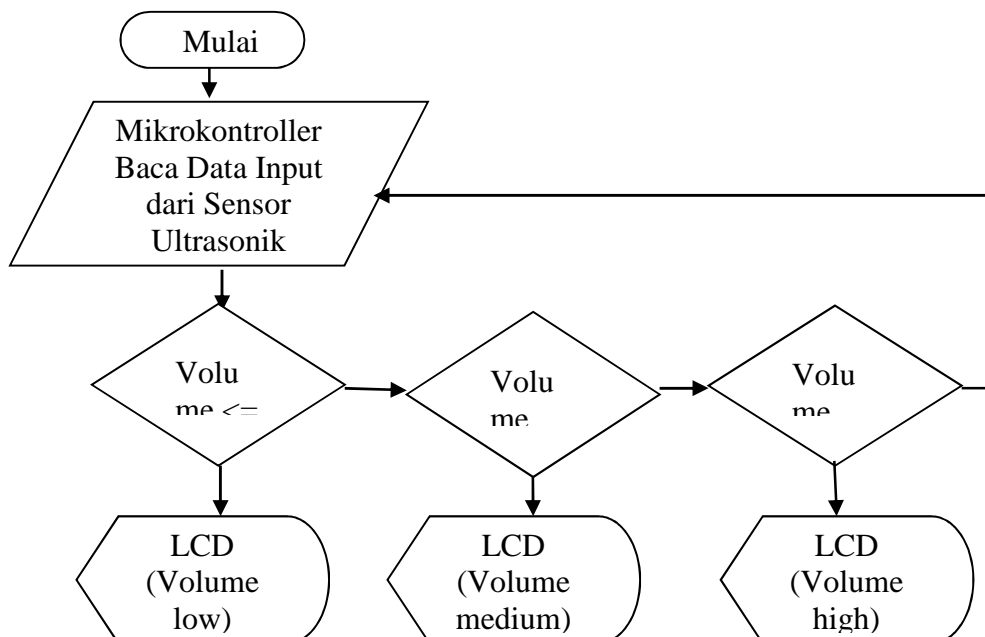 Mulai
Mikrokontroller
Baca Data Input
dari Sensor
Ultrasonik
Volu
me <=
Volu
me
Volu
me
LCD
(Volume
low)
LCD
(Volume
medium)
LCD
(Volume
high)